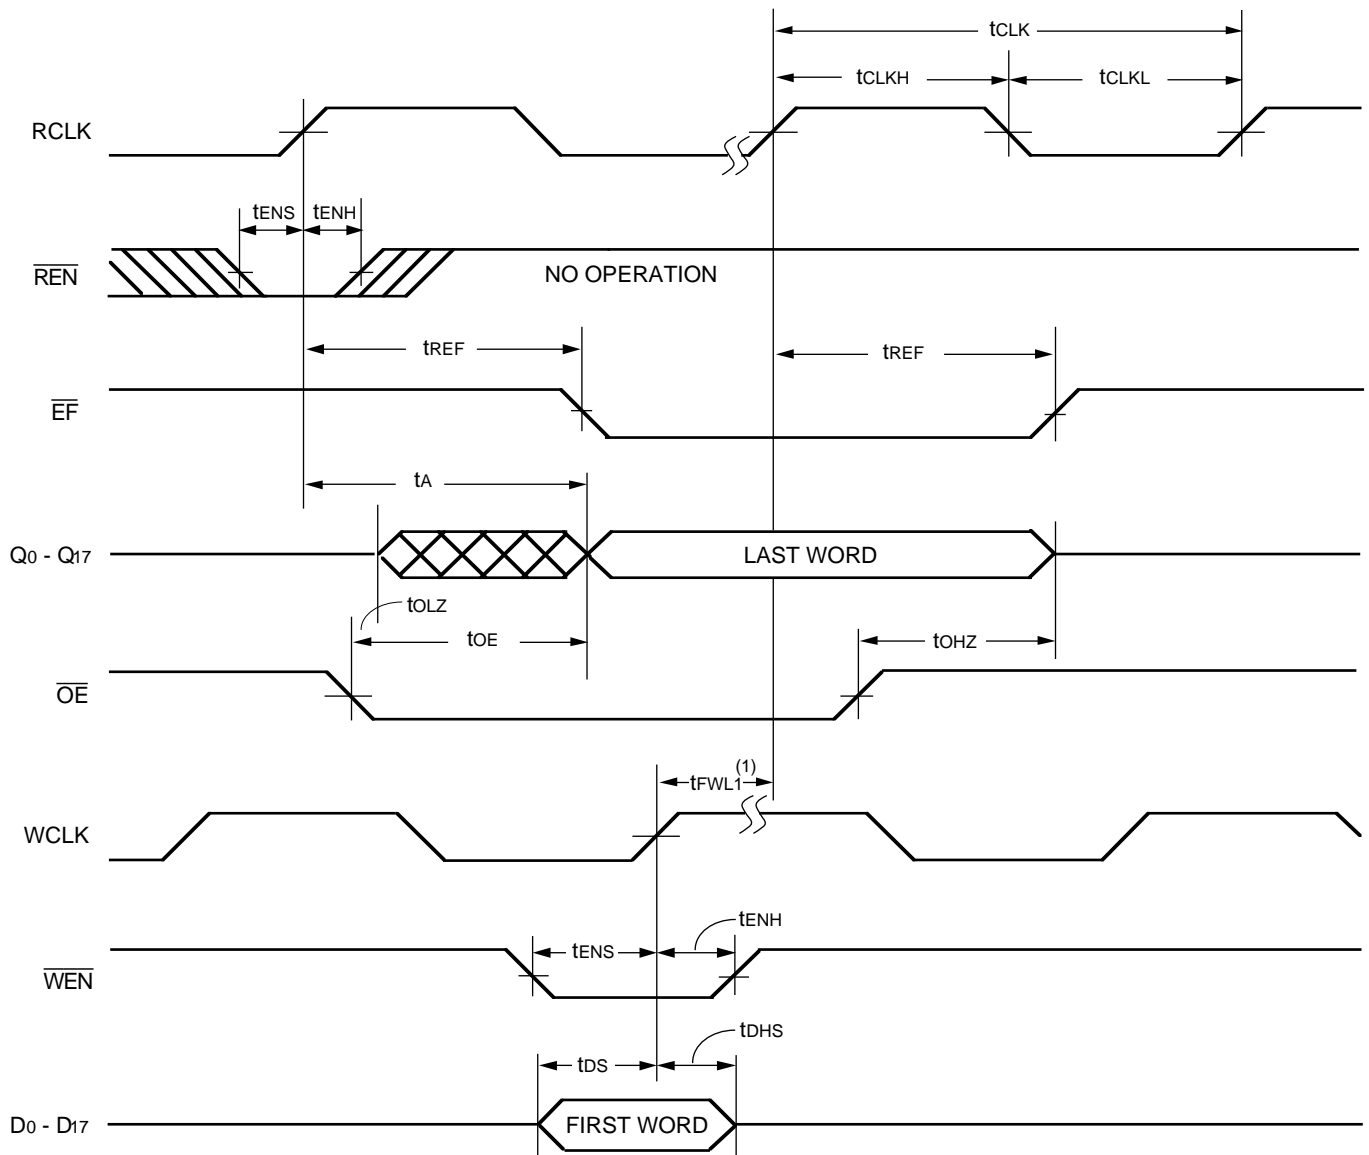 tCLK
tCLKH
tCLKL
RCLK
tENS
tENH
REN
NO OPERATION
tREF
tREF
EF
tA
Q0 - Q17
LAST WORD
tOLZ
tOE
tOHZ
OE
tFWL1(1)
WCLK
tENH
tENS
WEN
tDHS
tDS
D0 - D17
FIRST WORD